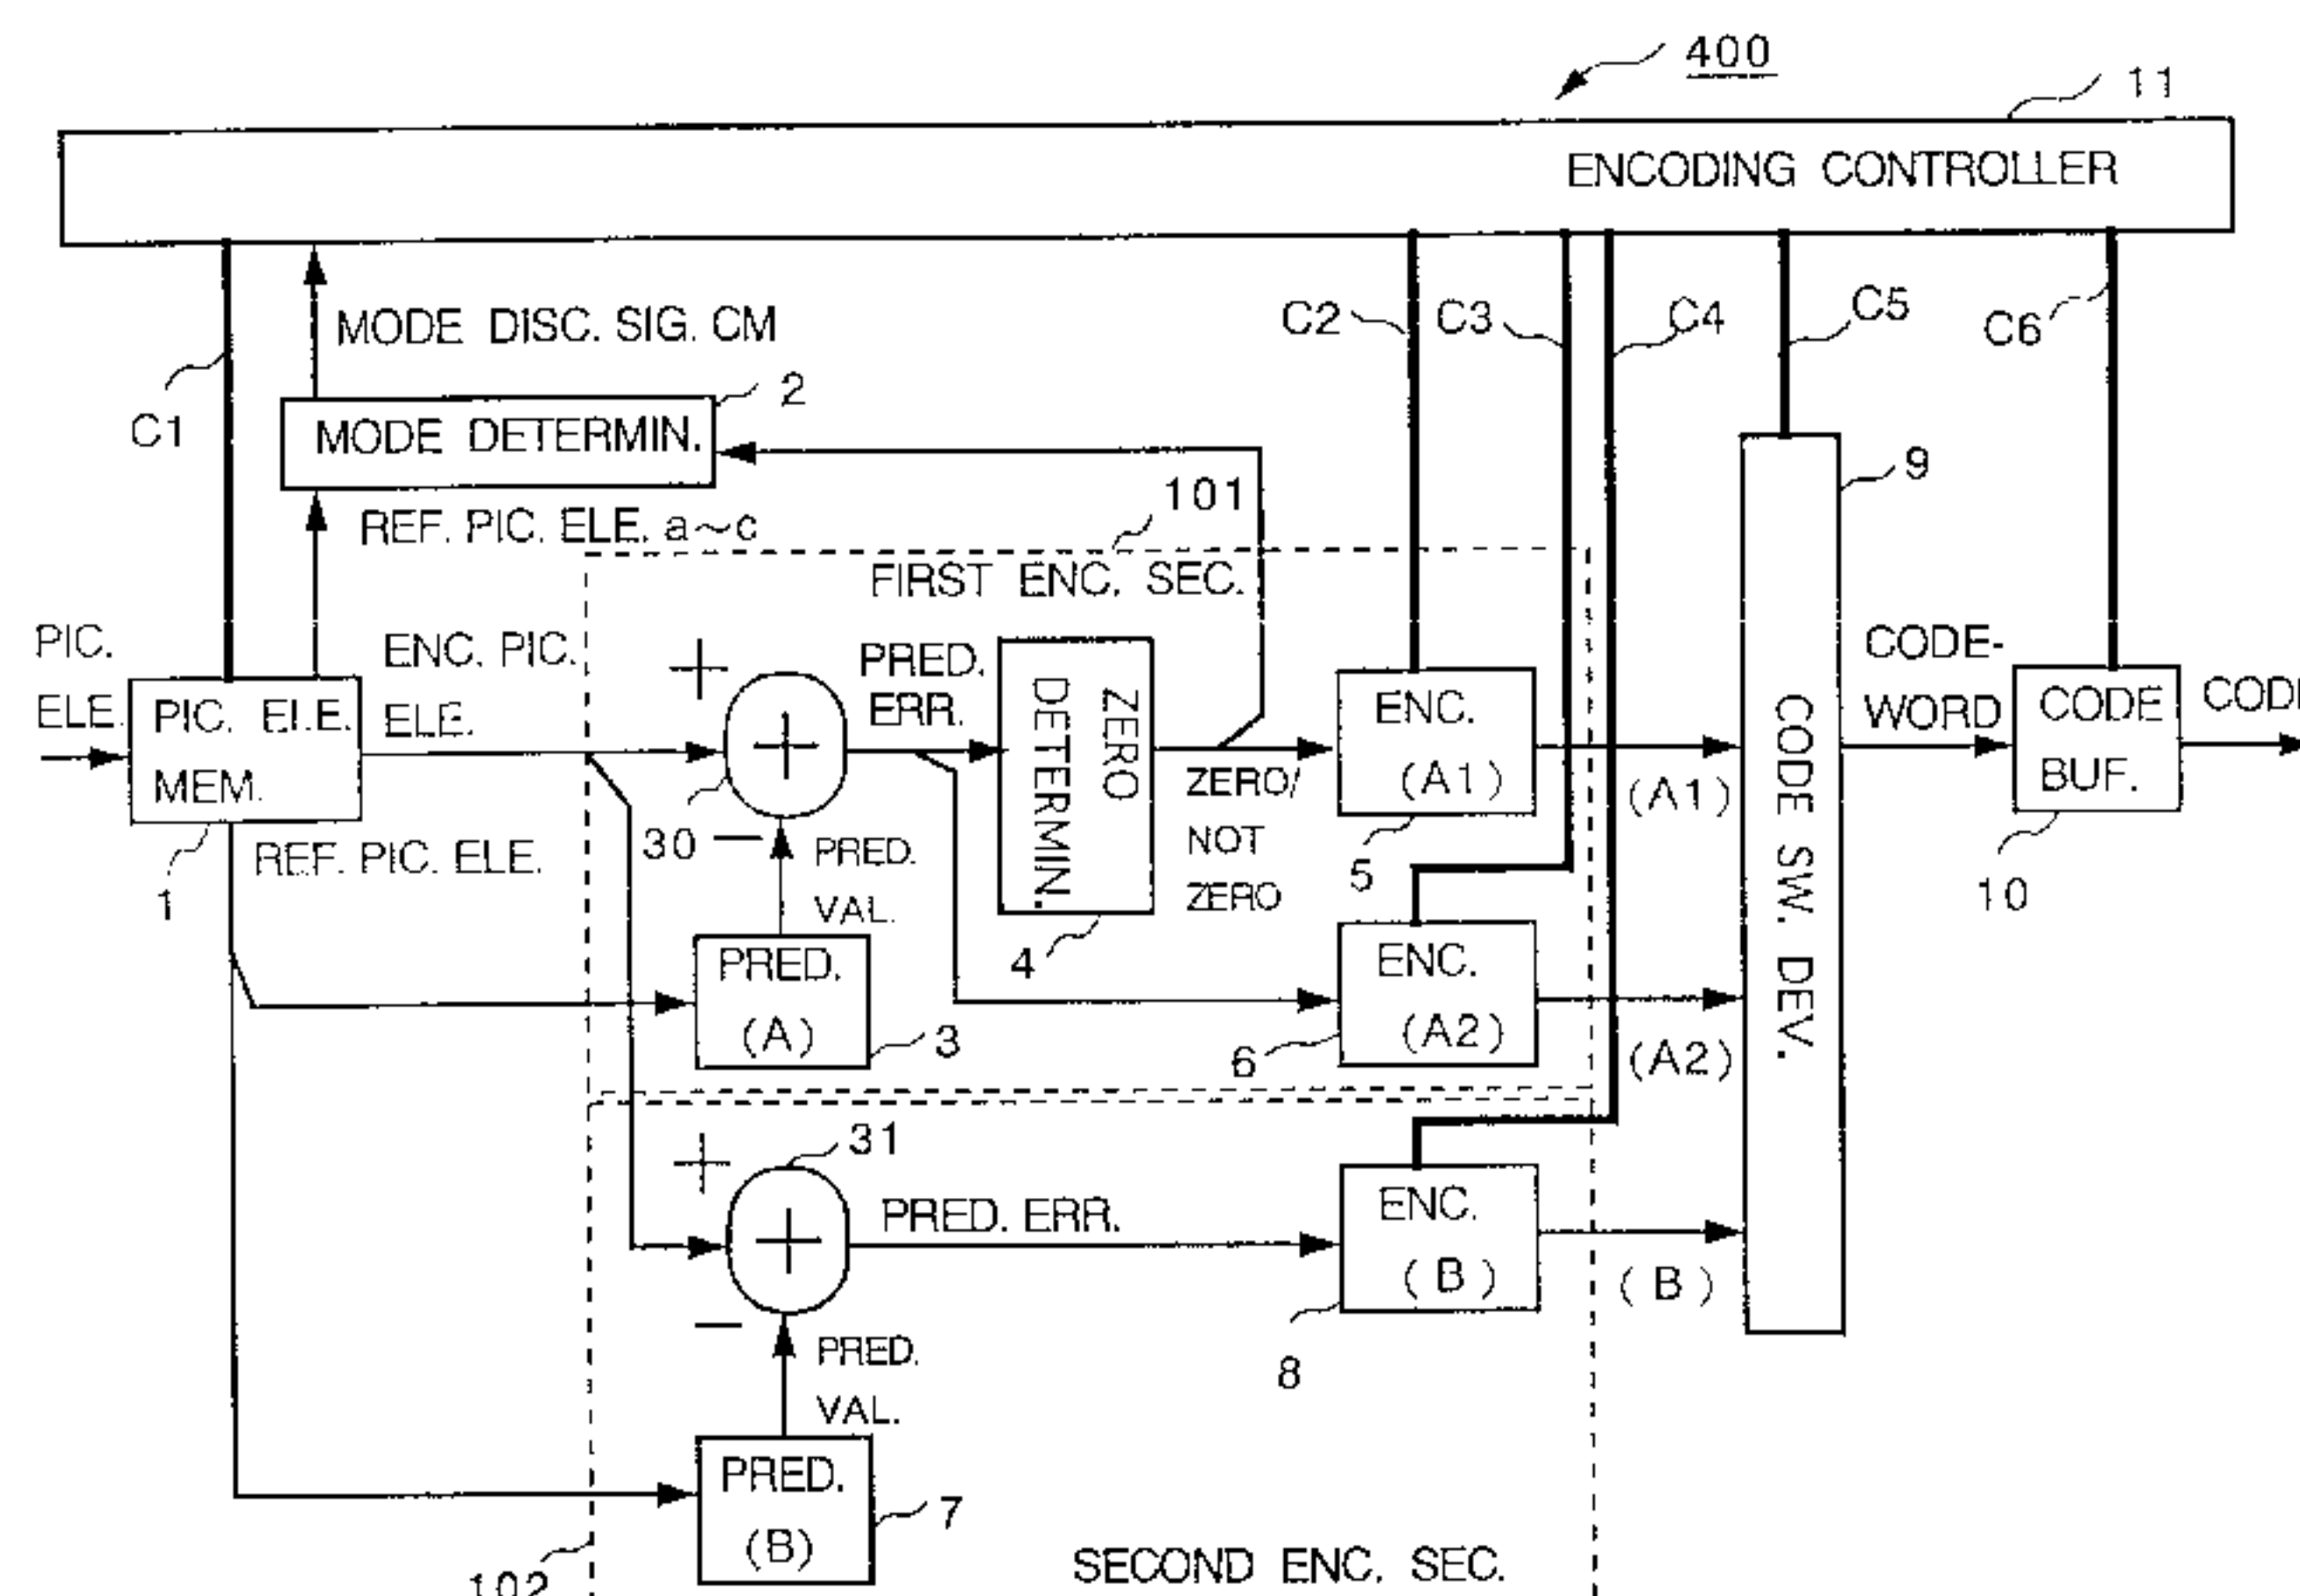 400
11
ENCODING CONTROLLER
MODE DISC. SIG. CM
C1
C2
C3
C4
C5
C6
2
MODE DETERMIN.
REF. PIC. ELE. a~c
101
FIRST ENC. SEC.
9
PIC.
ELE.
PIC. ELE.
MEM.
1
ENC. PIC.
ELE.
REF. PIC. ELE.
+
+
30
−
PRED.
ERR.
ZERO
DETERMIN.
4
ZERO/
NOT
ZERO
ENC.
(A1)
5
(A1)
CODE SW. DEV.
CODE-
WORD
CODE
BUF.
10
PRED.
VAL.
PRED.
(A)
3
ENC.
(A2)
6
(A2)
+
31
+
−
PRED. ERR.
ENC.
(B)
8
(B)
PRED.
VAL.
PRED.
(B)
7
102
SECOND ENC. SEC.